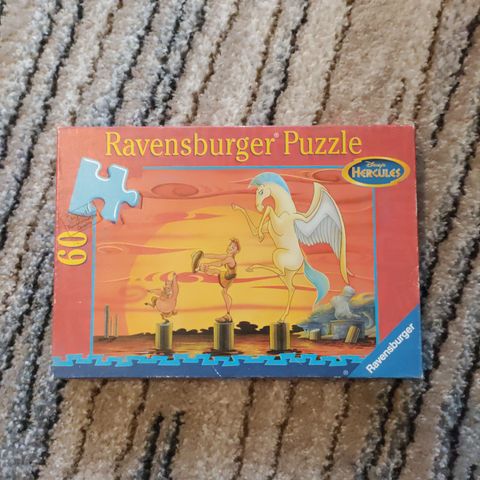 Ravensburger® Puzzle
Disney's
HERCULES
60
Ravensburger
®